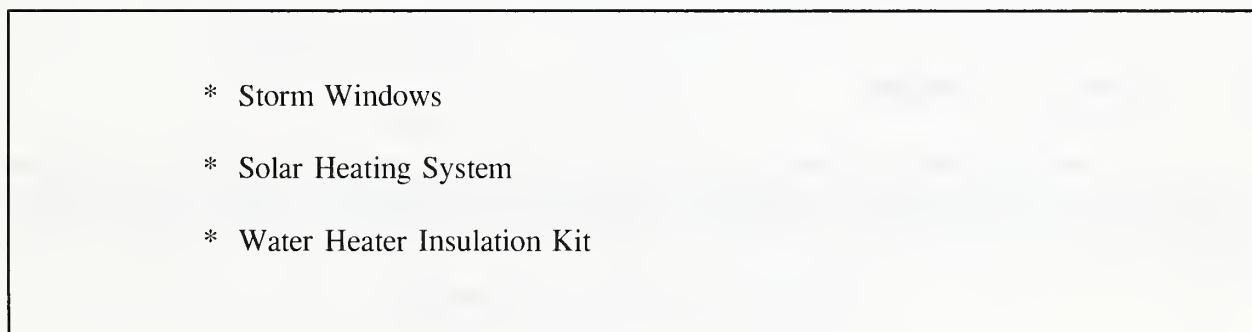 * Storm Windows
* Solar Heating System
* Water Heater Insulation Kit